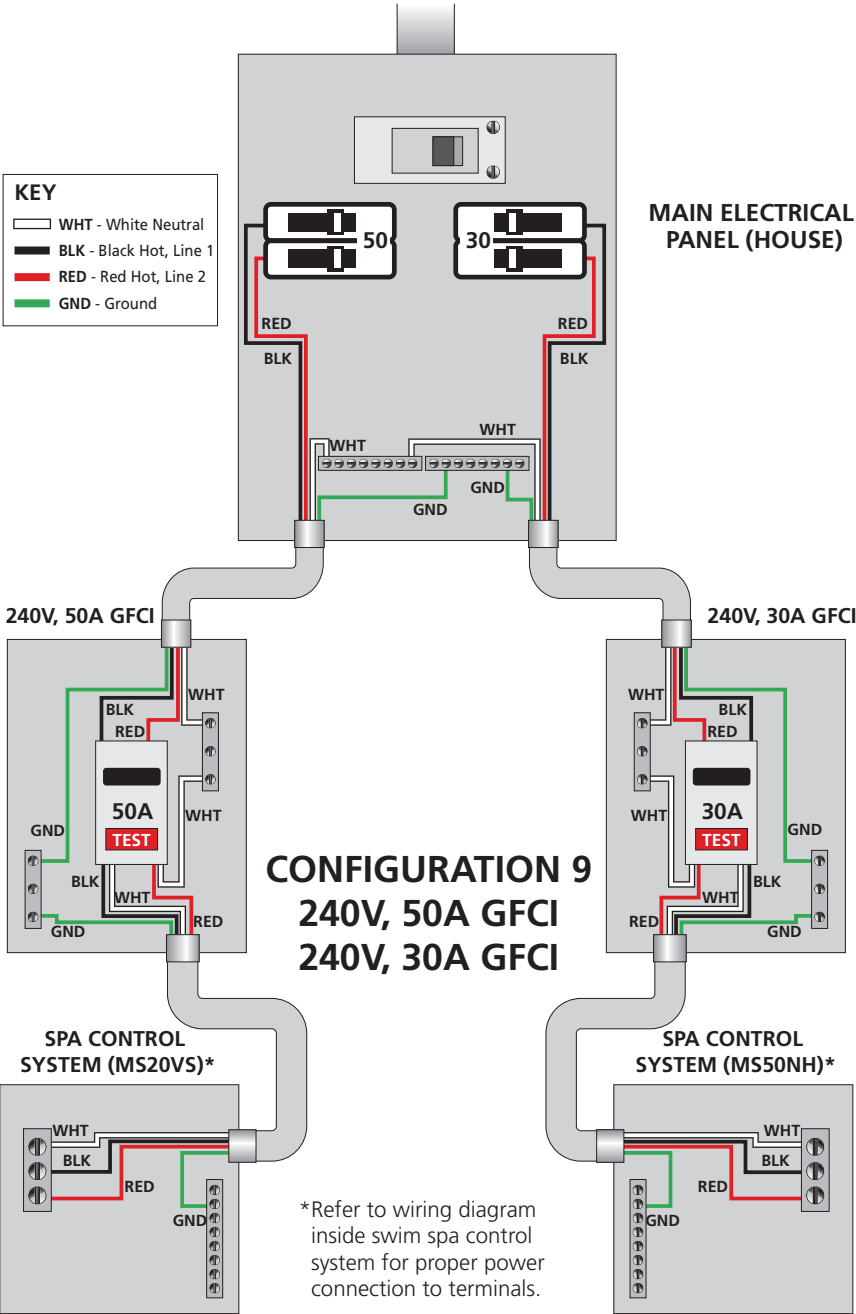 KEY
WHT - White Neutral
BLK - Black Hot, Line 1
RED - Red Hot, Line 2
GND - Ground
MAIN ELECTRICAL
PANEL (HOUSE)
50
30
RED
BLK
RED
BLK
WHT
WHT
GND
GND
240V, 50A GFCI
WHT
BLK
RED
50A
TEST
WHT
GND
BLK
WHT
RED
GND
240V, 30A GFCI
WHT
BLK
RED
30A
TEST
WHT
GND
BLK
WHT
RED
GND
CONFIGURATION 9
240V, 50A GFCI
240V, 30A GFCI
SPA CONTROL
SYSTEM (MS20VS)*
WHT
BLK
RED
GND
SPA CONTROL
SYSTEM (MS50NH)*
WHT
BLK
RED
GND
*Refer to wiring diagram
inside swim spa control
system for proper power
connection to terminals.